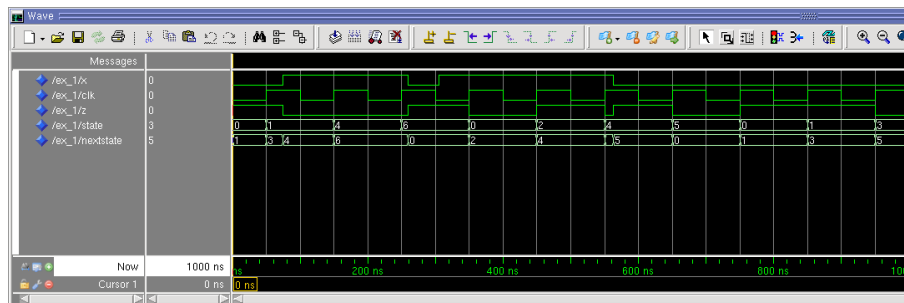 Wave
Messages
/ex_1/x 0
/ex_1/clk 0
/ex_1/z 0
/ex_1/state 3 0 1 4 6 0 2 4 5 0 1 3
/ex_1/nextstate 5 1 3 4 6 0 2 4 5 0 1 3 5
Now 1000 ns ns 200 ns 400 ns 600 ns 800 ns 10
Cursor 1 0 ns 0 ns